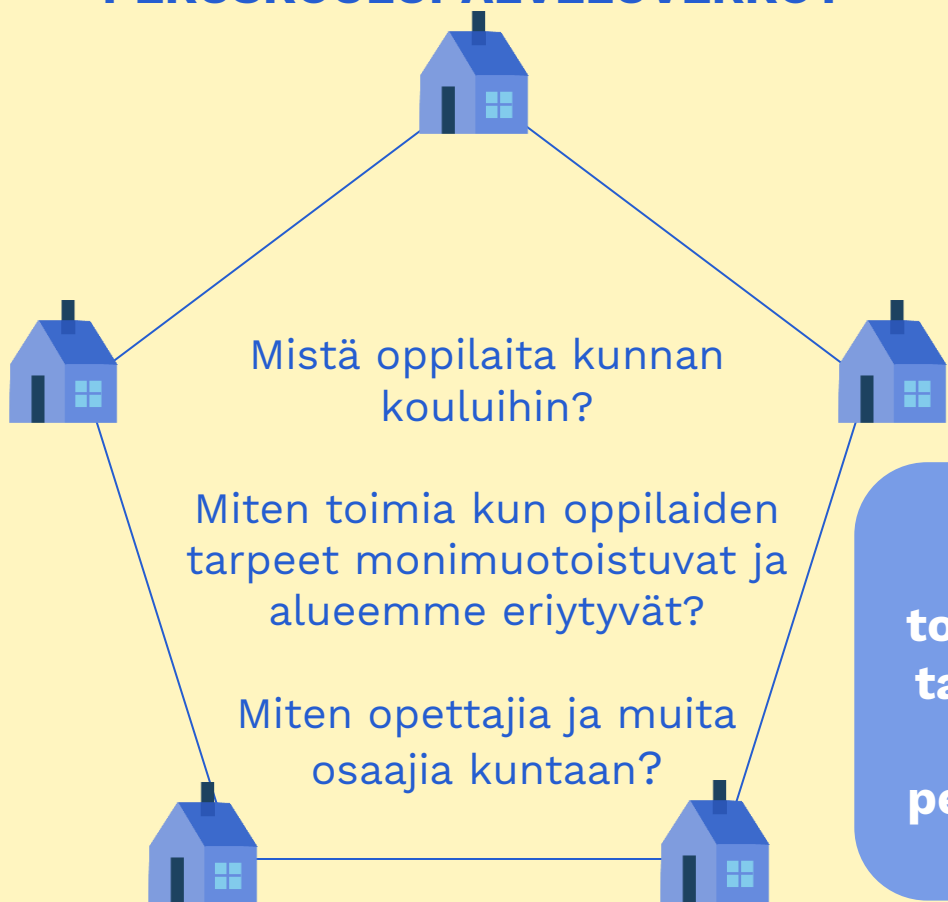 Mistä oppilaita kunnan
kouluihin?
Miten toimia kun oppilaiden
tarpeet monimuotoistuvat ja
alueemme eriytyvät?
Miten opettajia ja muita
osaajia kuntaan?